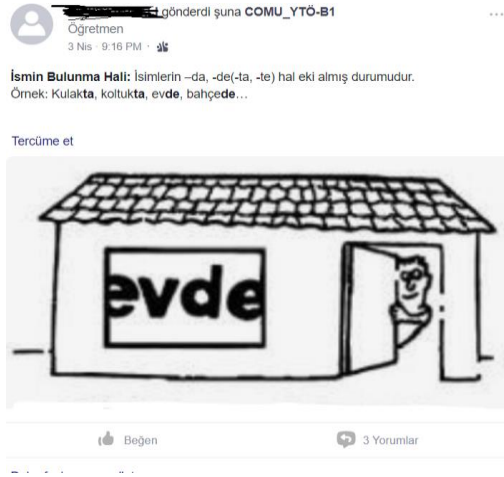 gönderdi şuna COMU_YTÖ-B1
Öğretmen
3 Nis · 9:16 PM ·
İsmin Bulunma Hali: İsimlerin –da, -de(-ta, -te) hal eki almış durumudur.
Örnek: Kulakta, koltukta, evde, bahçede…
Tercüme et
evde
Beğen
3 Yorumlar